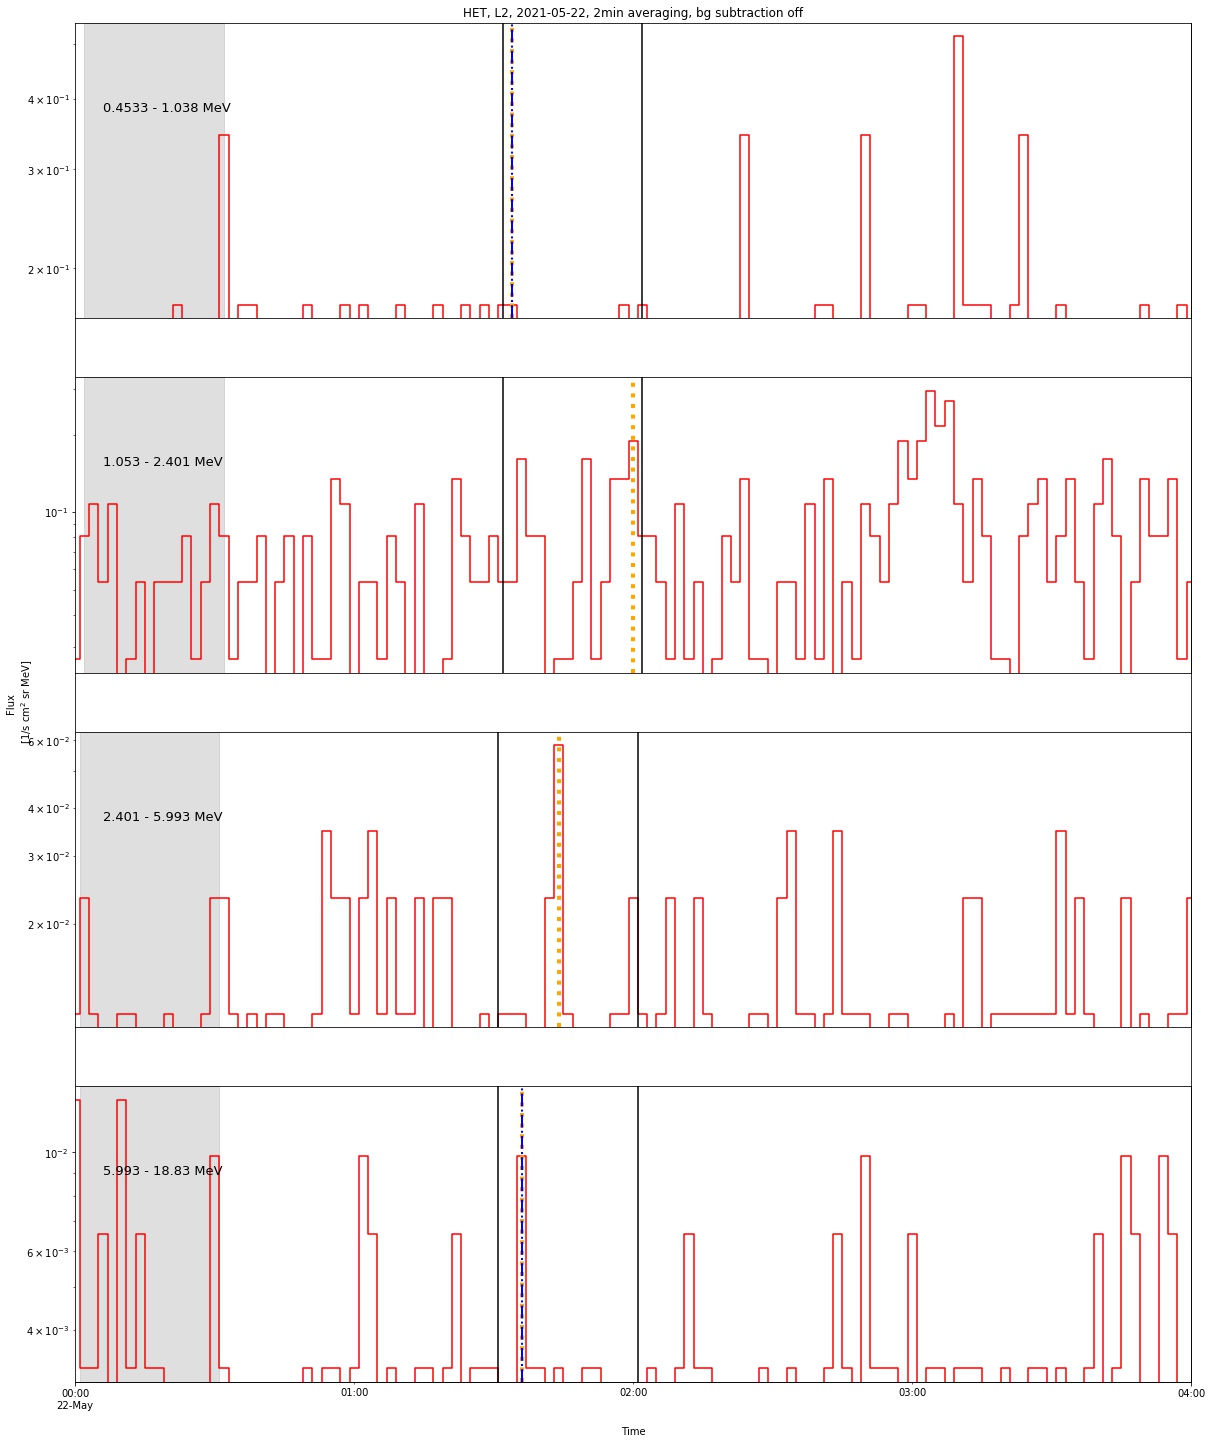 HET, L2, 2021-05-22, 2min averaging, bg subtraction off
4 × 10⁻¹
3 × 10⁻¹
2 × 10⁻¹
0.4533 - 1.038 MeV
10⁻¹
1.053 - 2.401 MeV
Flux
[1/s cm² sr MeV]
6 × 10⁻²
4 × 10⁻²
3 × 10⁻²
2 × 10⁻²
2.401 - 5.993 MeV
10⁻²
6 × 10⁻³
4 × 10⁻³
5.993 - 18.83 MeV
00:00 01:00 02:00 03:00 04:00
22-May
Time